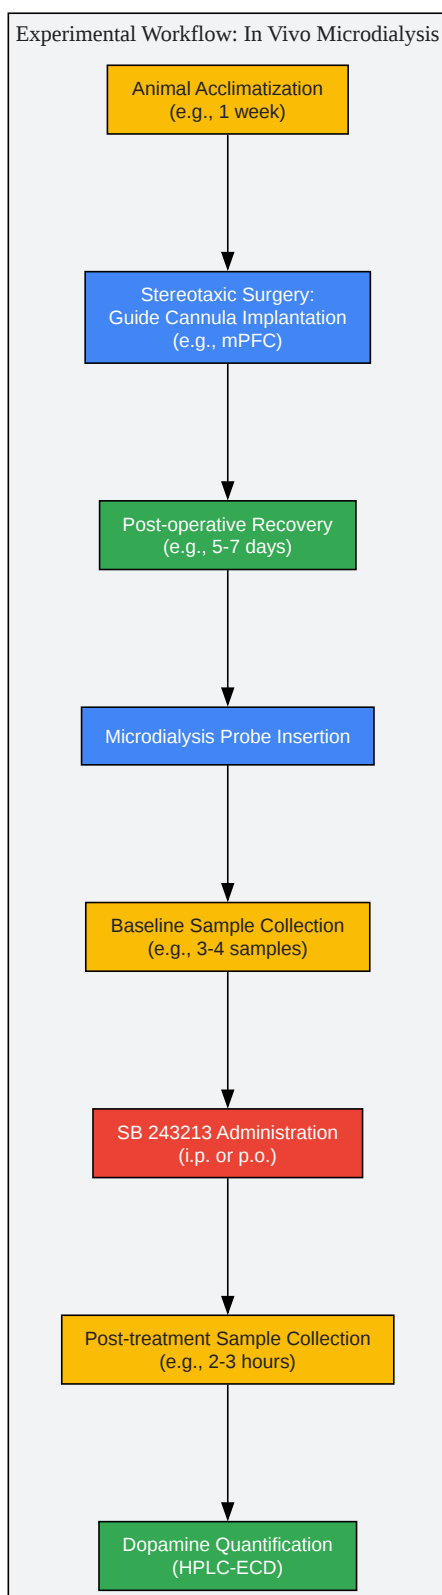 Experimental Workflow: In Vivo Microdialysis
Animal Acclimatization
(e.g., 1 week)
Stereotaxic Surgery:
Guide Cannula Implantation
(e.g., mPFC)
Post-operative Recovery
(e.g., 5-7 days)
Microdialysis Probe Insertion
Baseline Sample Collection
(e.g., 3-4 samples)
SB 243213 Administration
(i.p. or p.o.)
Post-treatment Sample Collection
(e.g., 2-3 hours)
Dopamine Quantification
(HPLC-ECD)